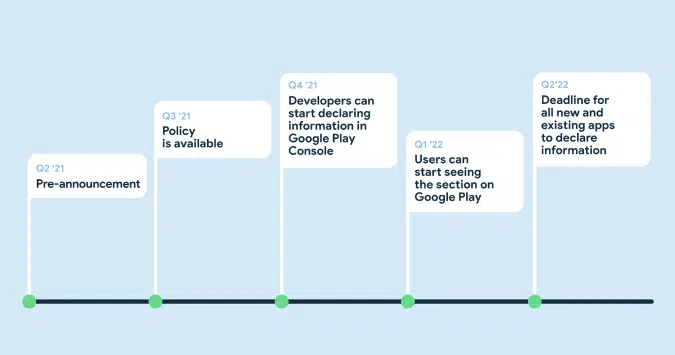 Q2 '21
Pre-announcement
Q3 '21
Policy
is available
Q4 '21
Developers can
start declaring
information in
Google Play
Console
Q1 '22
Users can
start seeing
the section on
Google Play
Q2'22
Deadline for
all new and
existing apps
to declare
information